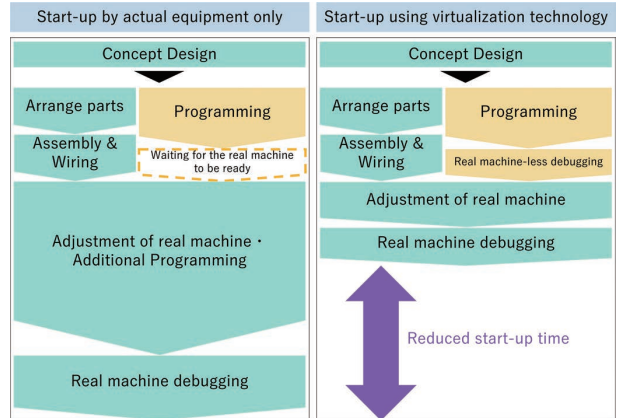 Start-up by actual equipment only
Concept Design
Arrange parts
Programming
Assembly &
Wiring
Waiting for the real machine
to be ready
Adjustment of real machine・
Additional Programming
Real machine debugging
Start-up using virtualization technology
Concept Design
Arrange parts
Programming
Assembly &
Wiring
Real machine-less debugging
Adjustment of real machine
Real machine debugging
Reduced start-up time